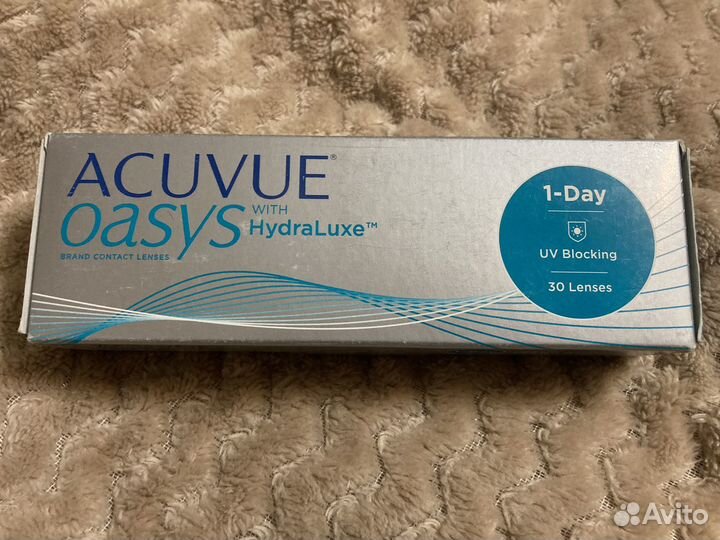 ACUVUE®
oasys WITH HydraLuxe™
BRAND CONTACT LENSES
1-Day
UV Blocking
30 Lenses
Avito